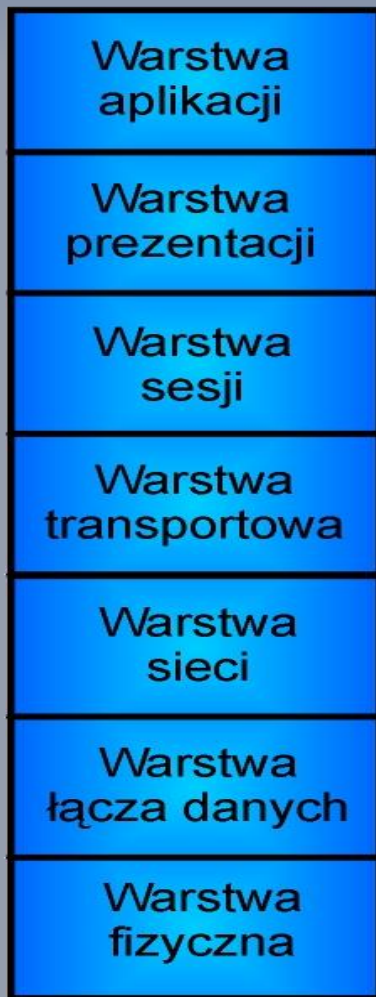 Warstwa
aplikacji
Warstwa
prezentacji
Warstwa
sesji
Warstwa
transportowa
Warstwa
sieci
Warstwa
łącza danych
Warstwa
fizyczna